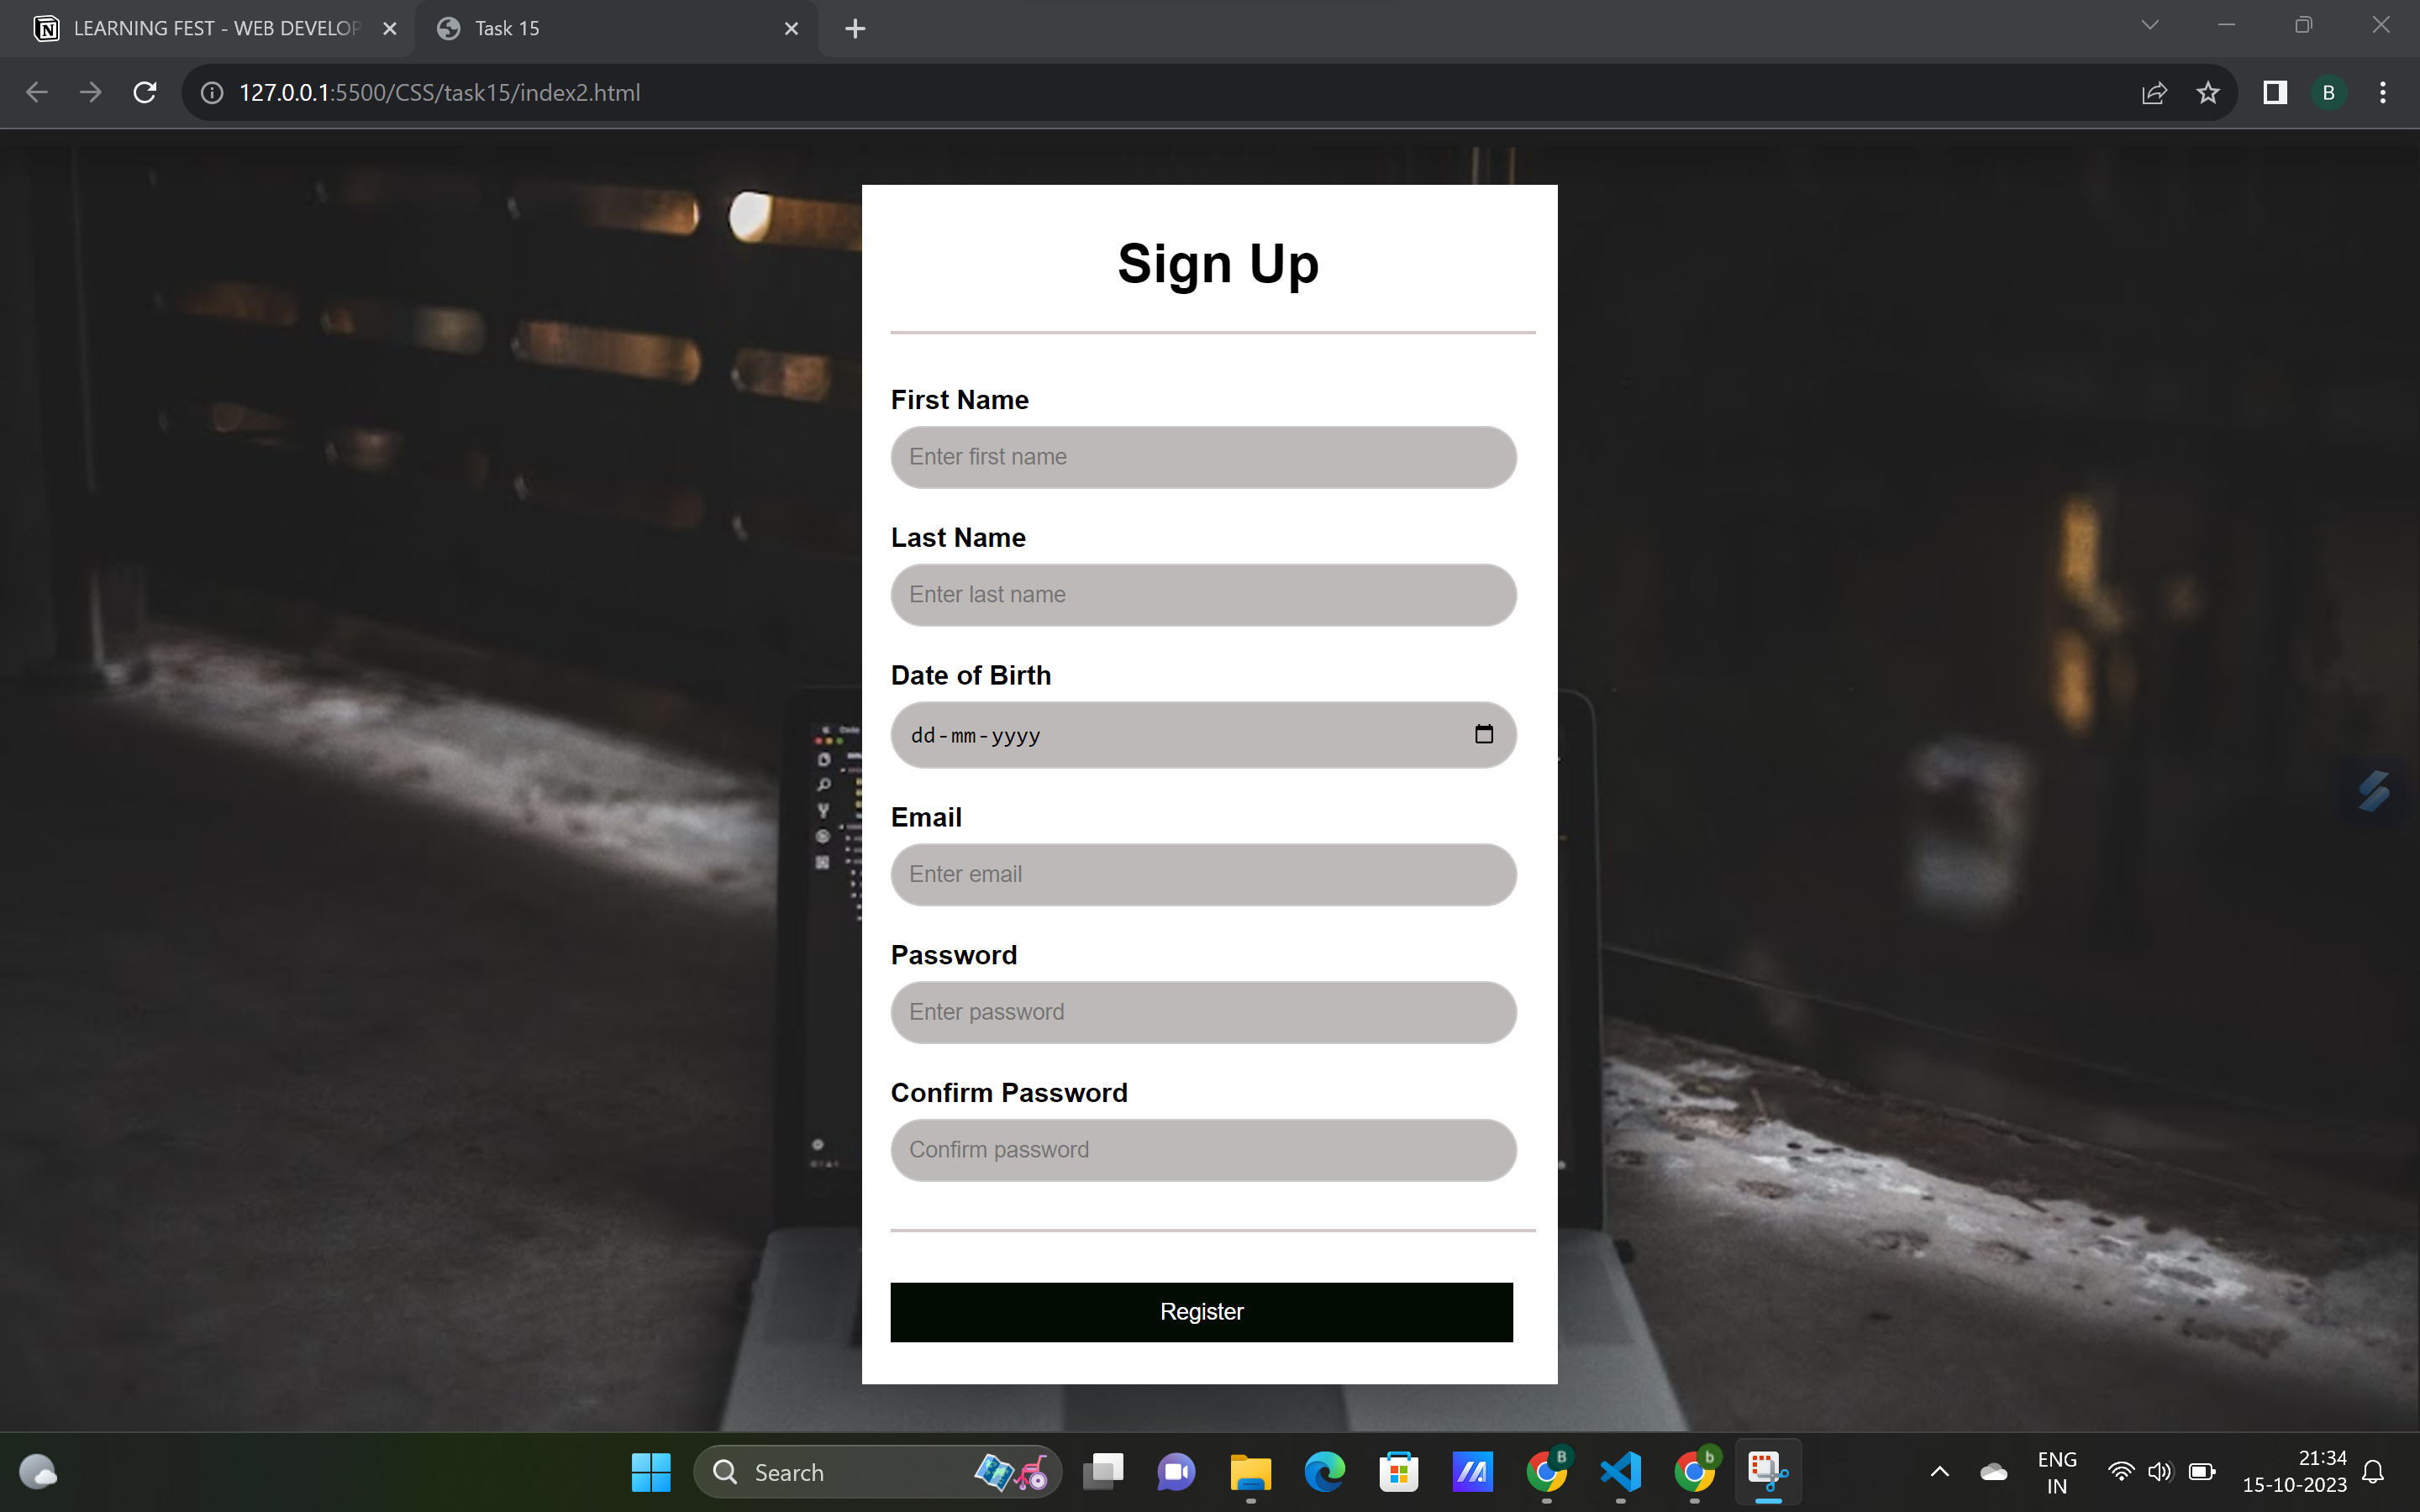 LEARNING FEST - WEB DEVELOP
Task 15
127.0.0.1:5500/CSS/task15/index2.html
B
Sign Up
First Name
Enter first name
Last Name
Enter last name
Date of Birth
dd-mm-yyyy
Email
Enter email
Password
Enter password
Confirm Password
Confirm password
Register
Search
B
b
ENG
IN
21:34
15-10-2023